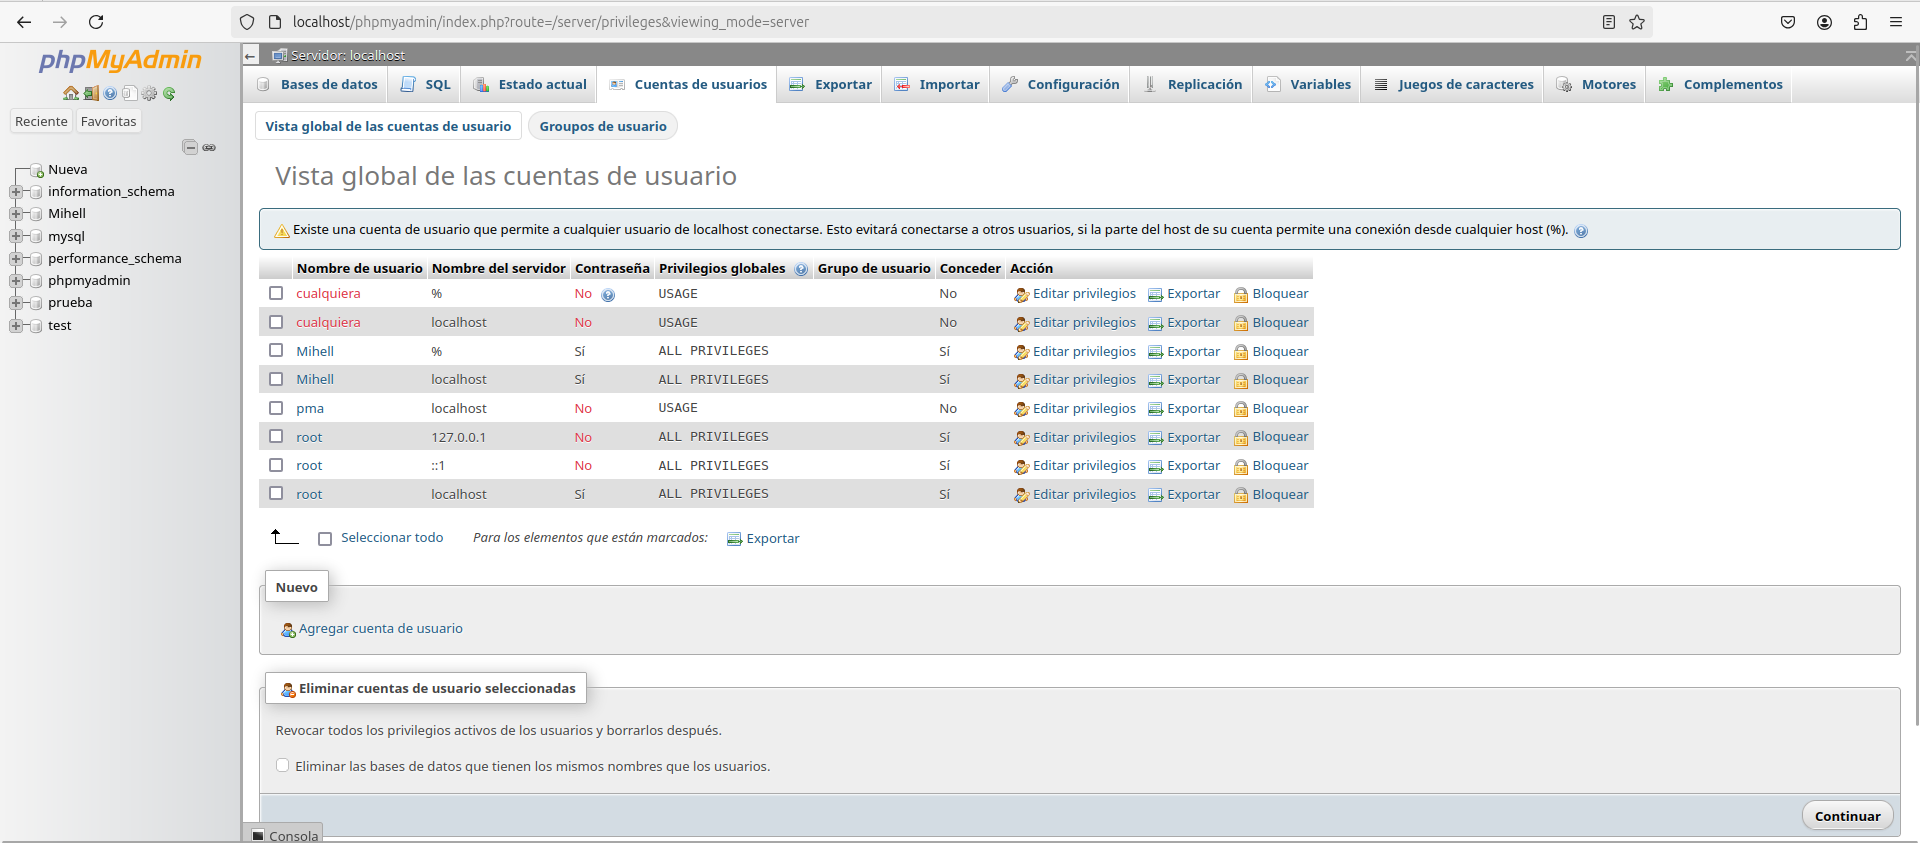 localhost/phpmyadmin/index.php?route=/server/privileges&viewing_mode=server
phpMyAdmin
Reciente Favoritas
Nueva
information_schema
Mihell
mysql
performance_schema
phpmyadmin
prueba
test
Servidor: localhost
Bases de datos SQL Estado actual Cuentas de usuarios Exportar Importar Configuración Replicación Variables Juegos de caracteres Motores Complementos
Vista global de las cuentas de usuario Groupos de usuario
Vista global de las cuentas de usuario
Existe una cuenta de usuario que permite a cualquier usuario de localhost conectarse. Esto evitará conectarse a otros usuarios, si la parte del host de su cuenta permite una conexión desde cualquier host (%).
Nombre de usuario Nombre del servidor Contraseña Privilegios globales Grupo de usuario Conceder Acción
cualquiera % No USAGE No Editar privilegios Exportar Bloquear
cualquiera localhost No USAGE No Editar privilegios Exportar Bloquear
Mihell % Sí ALL PRIVILEGES Sí Editar privilegios Exportar Bloquear
Mihell localhost Sí ALL PRIVILEGES Sí Editar privilegios Exportar Bloquear
pma localhost No USAGE No Editar privilegios Exportar Bloquear
root 127.0.0.1 No ALL PRIVILEGES Sí Editar privilegios Exportar Bloquear
root ::1 No ALL PRIVILEGES Sí Editar privilegios Exportar Bloquear
root localhost Sí ALL PRIVILEGES Sí Editar privilegios Exportar Bloquear
Seleccionar todo Para los elementos que están marcados: Exportar
Nuevo
Agregar cuenta de usuario
Eliminar cuentas de usuario seleccionadas
Revocar todos los privilegios activos de los usuarios y borrarlos después.
Eliminar las bases de datos que tienen los mismos nombres que los usuarios.
Continuar
Consola